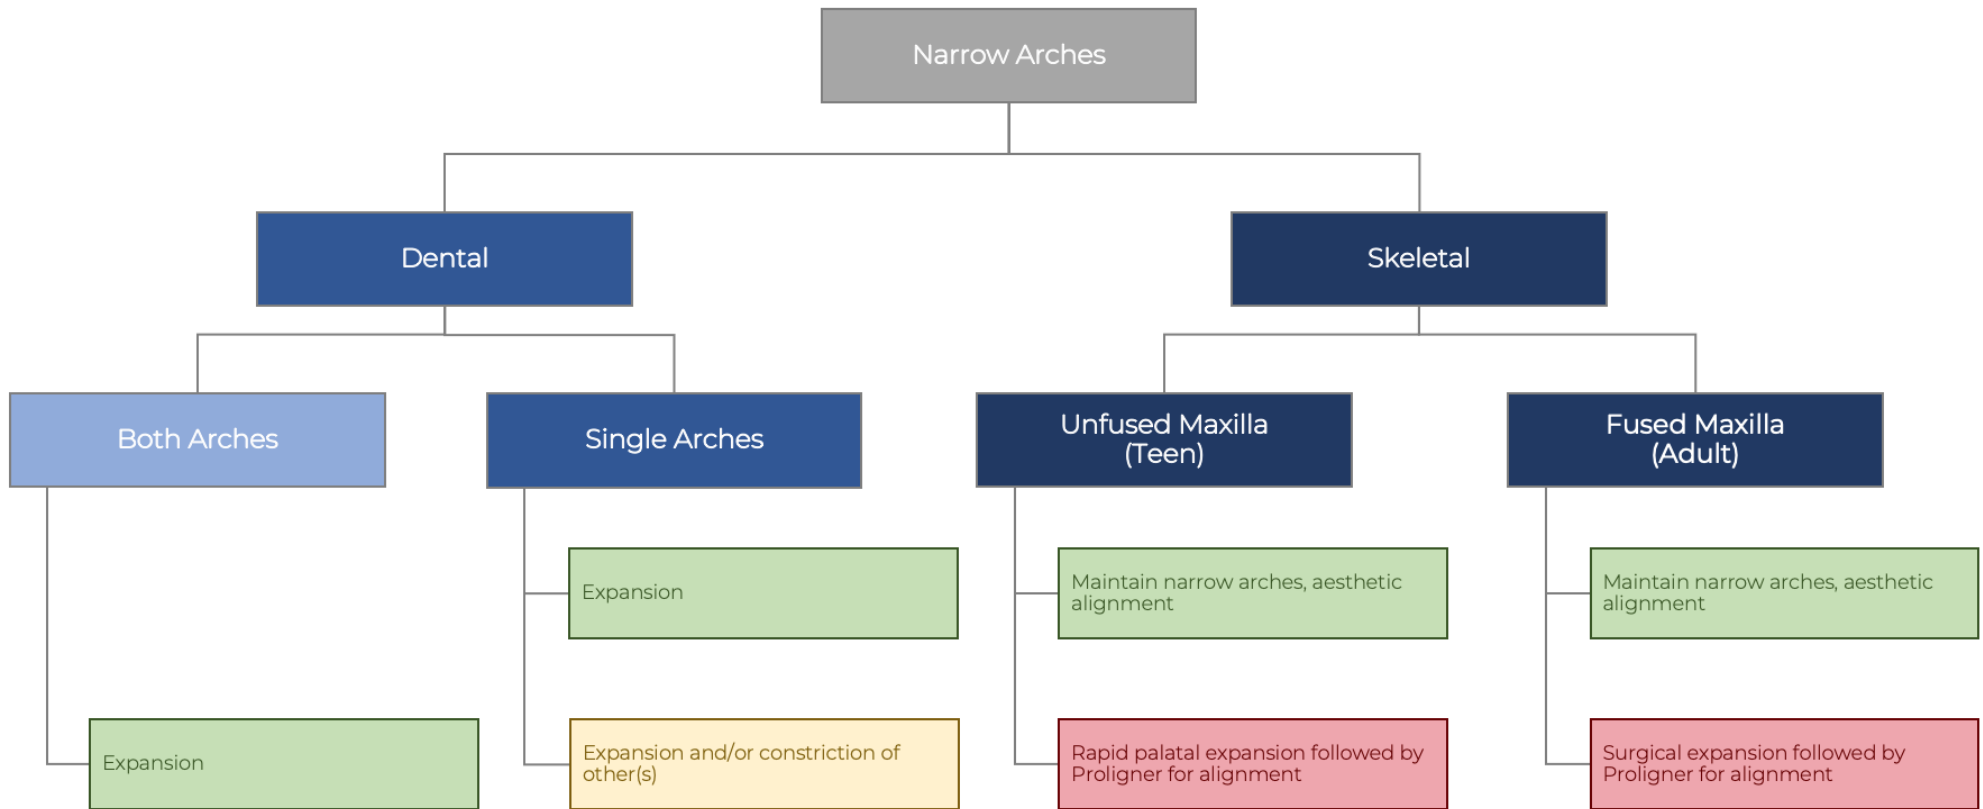 Narrow Arches
Dental
Skeletal
Both Arches
Single Arches
Unfused Maxilla
(Teen)
Fused Maxilla
(Adult)
Expansion
Maintain narrow arches, aesthetic
alignment
Maintain narrow arches, aesthetic
alignment
Expansion
Expansion and/or constriction of
other(s)
Rapid palatal expansion followed by
Proligner for alignment
Surgical expansion followed by
Proligner for alignment